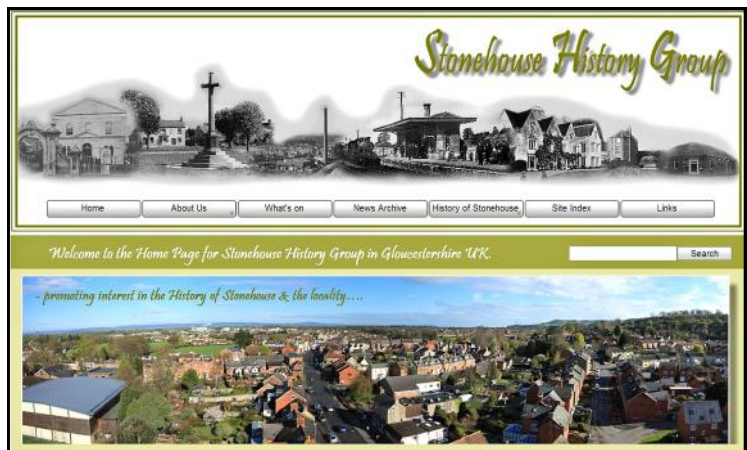 Stonehouse History Group
Home About Us What's on News Archive History of Stonehouse Site Index Links
Welcome to the Home Page for Stonehouse History Group in Gloucestershire UK. Search
- promoting interest in the History of Stonehouse & the locality....